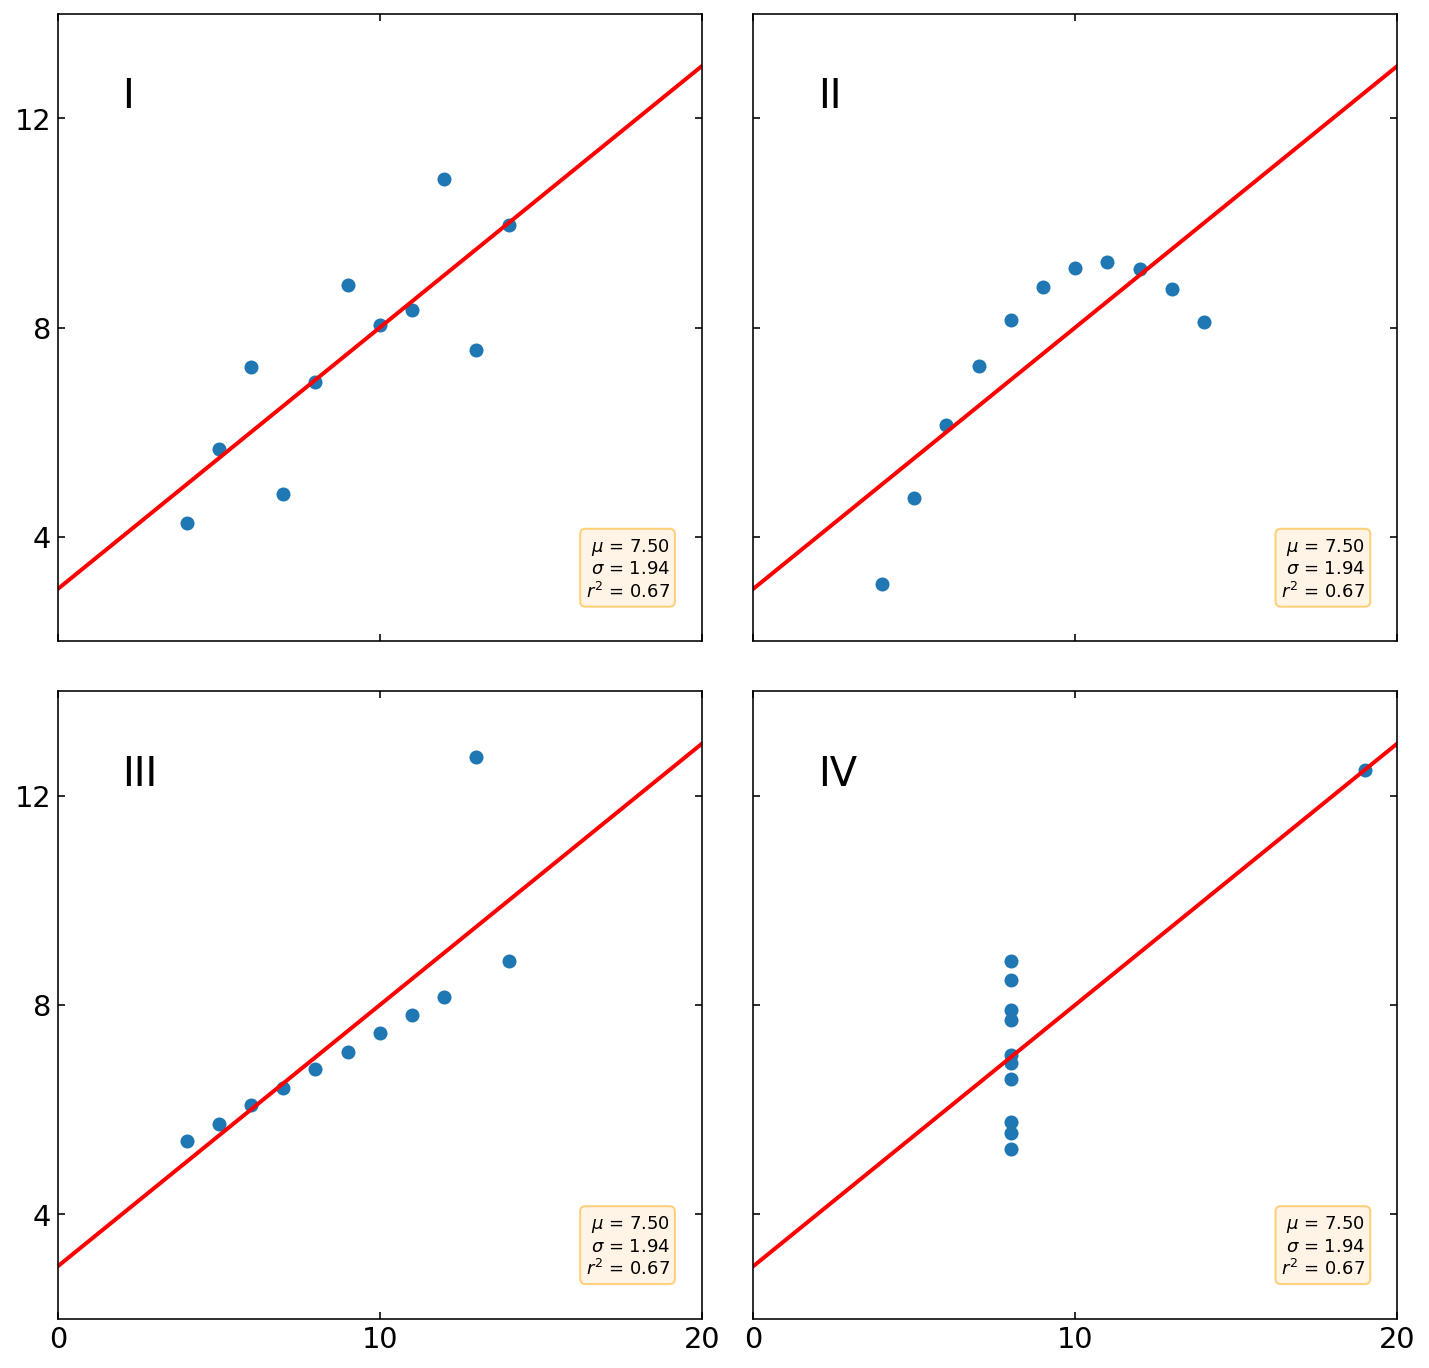 I
II
12
8
4
μ = 7.50
σ = 1.94
r² = 0.67
μ = 7.50
σ = 1.94
r² = 0.67
III
IV
12
8
4
μ = 7.50
σ = 1.94
r² = 0.67
μ = 7.50
σ = 1.94
r² = 0.67
0 10 20 0 10 20